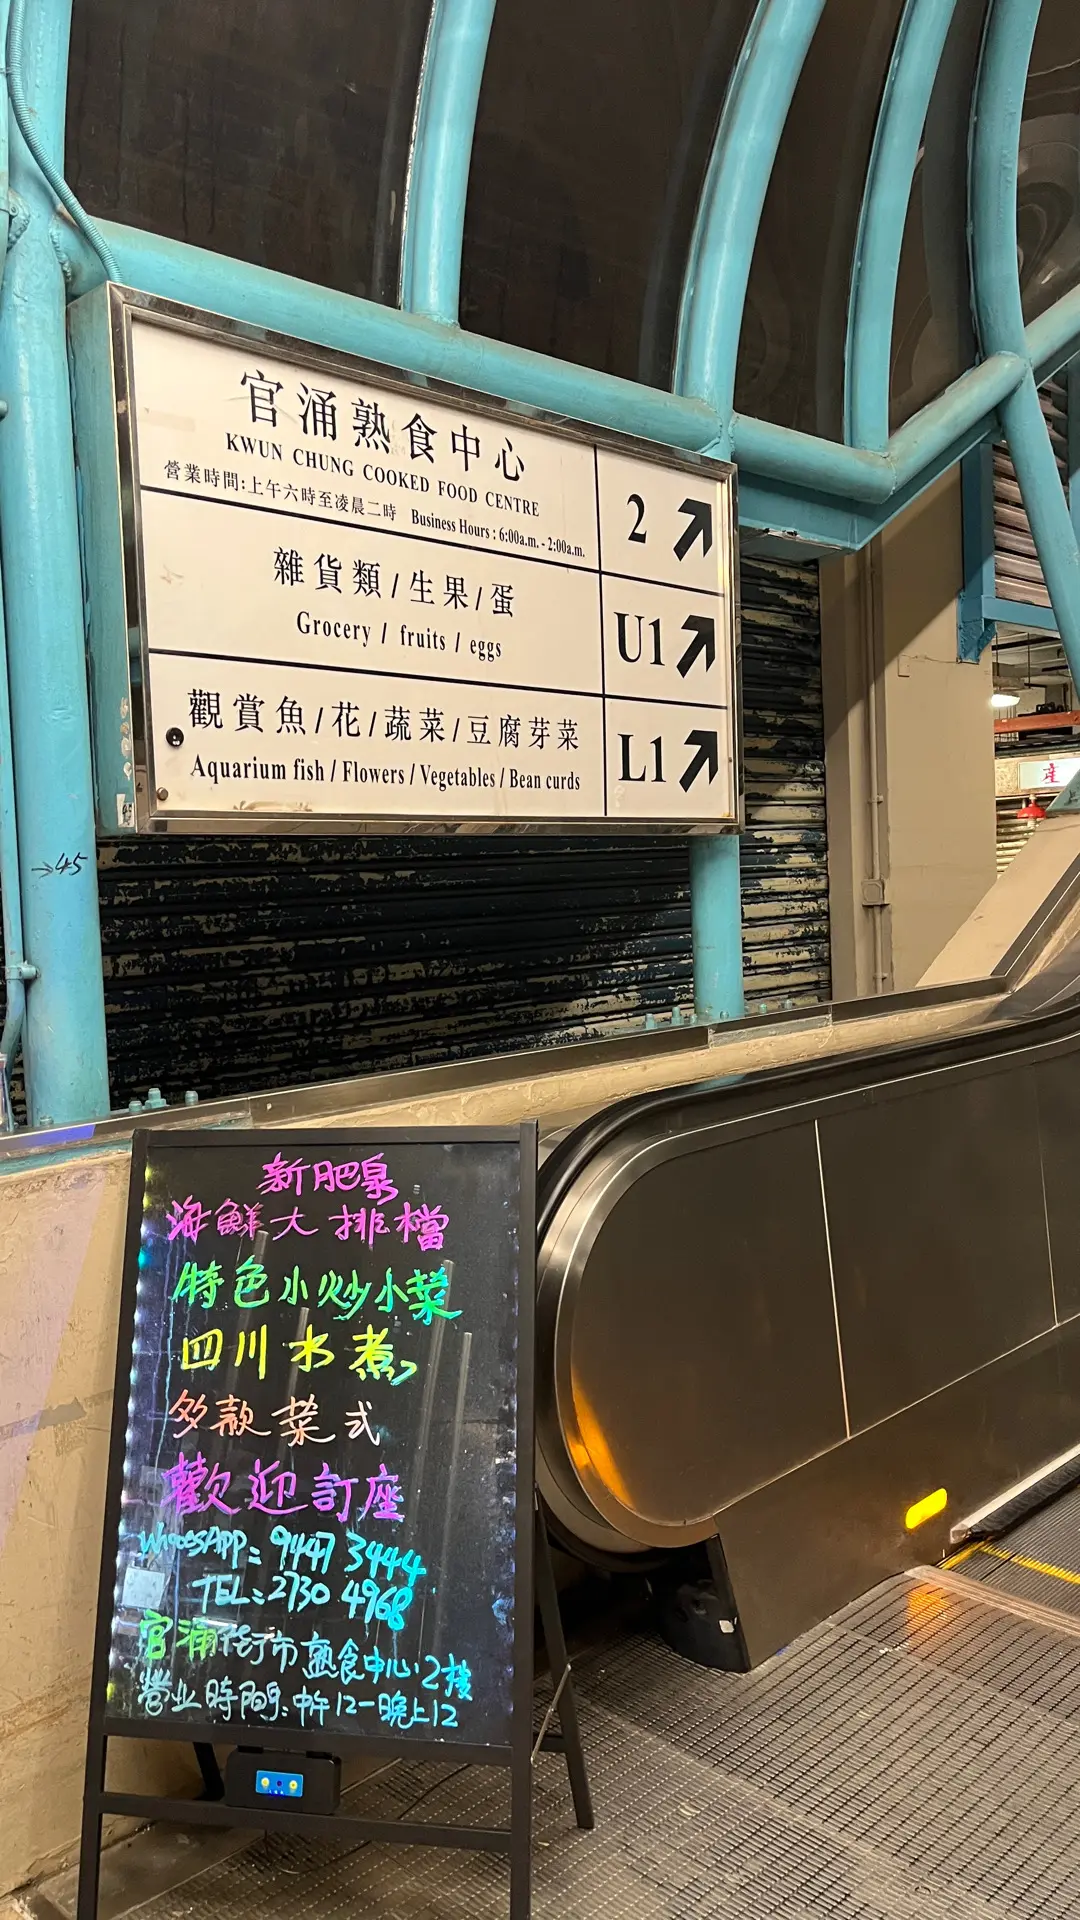 官涌熟食中心
KWUN CHUNG COOKED FOOD CENTRE
營業時間:上午六時至凌晨二時 Business Hours : 6:00a.m. - 2:00a.m.
2
雜貨類/生果/蛋
Grocery / fruits / eggs
U1
觀賞魚/花/蔬菜/豆腐芽菜
Aquarium fish / Flowers / Vegetables / Bean curds
L1
→45
產
新肥泉
海鮮大排檔
特色小炒小菜
四川水煮
多款菜式
歡迎訂座
WhatsApp: 9447 3444
TEL: 2730 4968
官涌街市熟食中心2樓
營业時間:中午12一晚上12